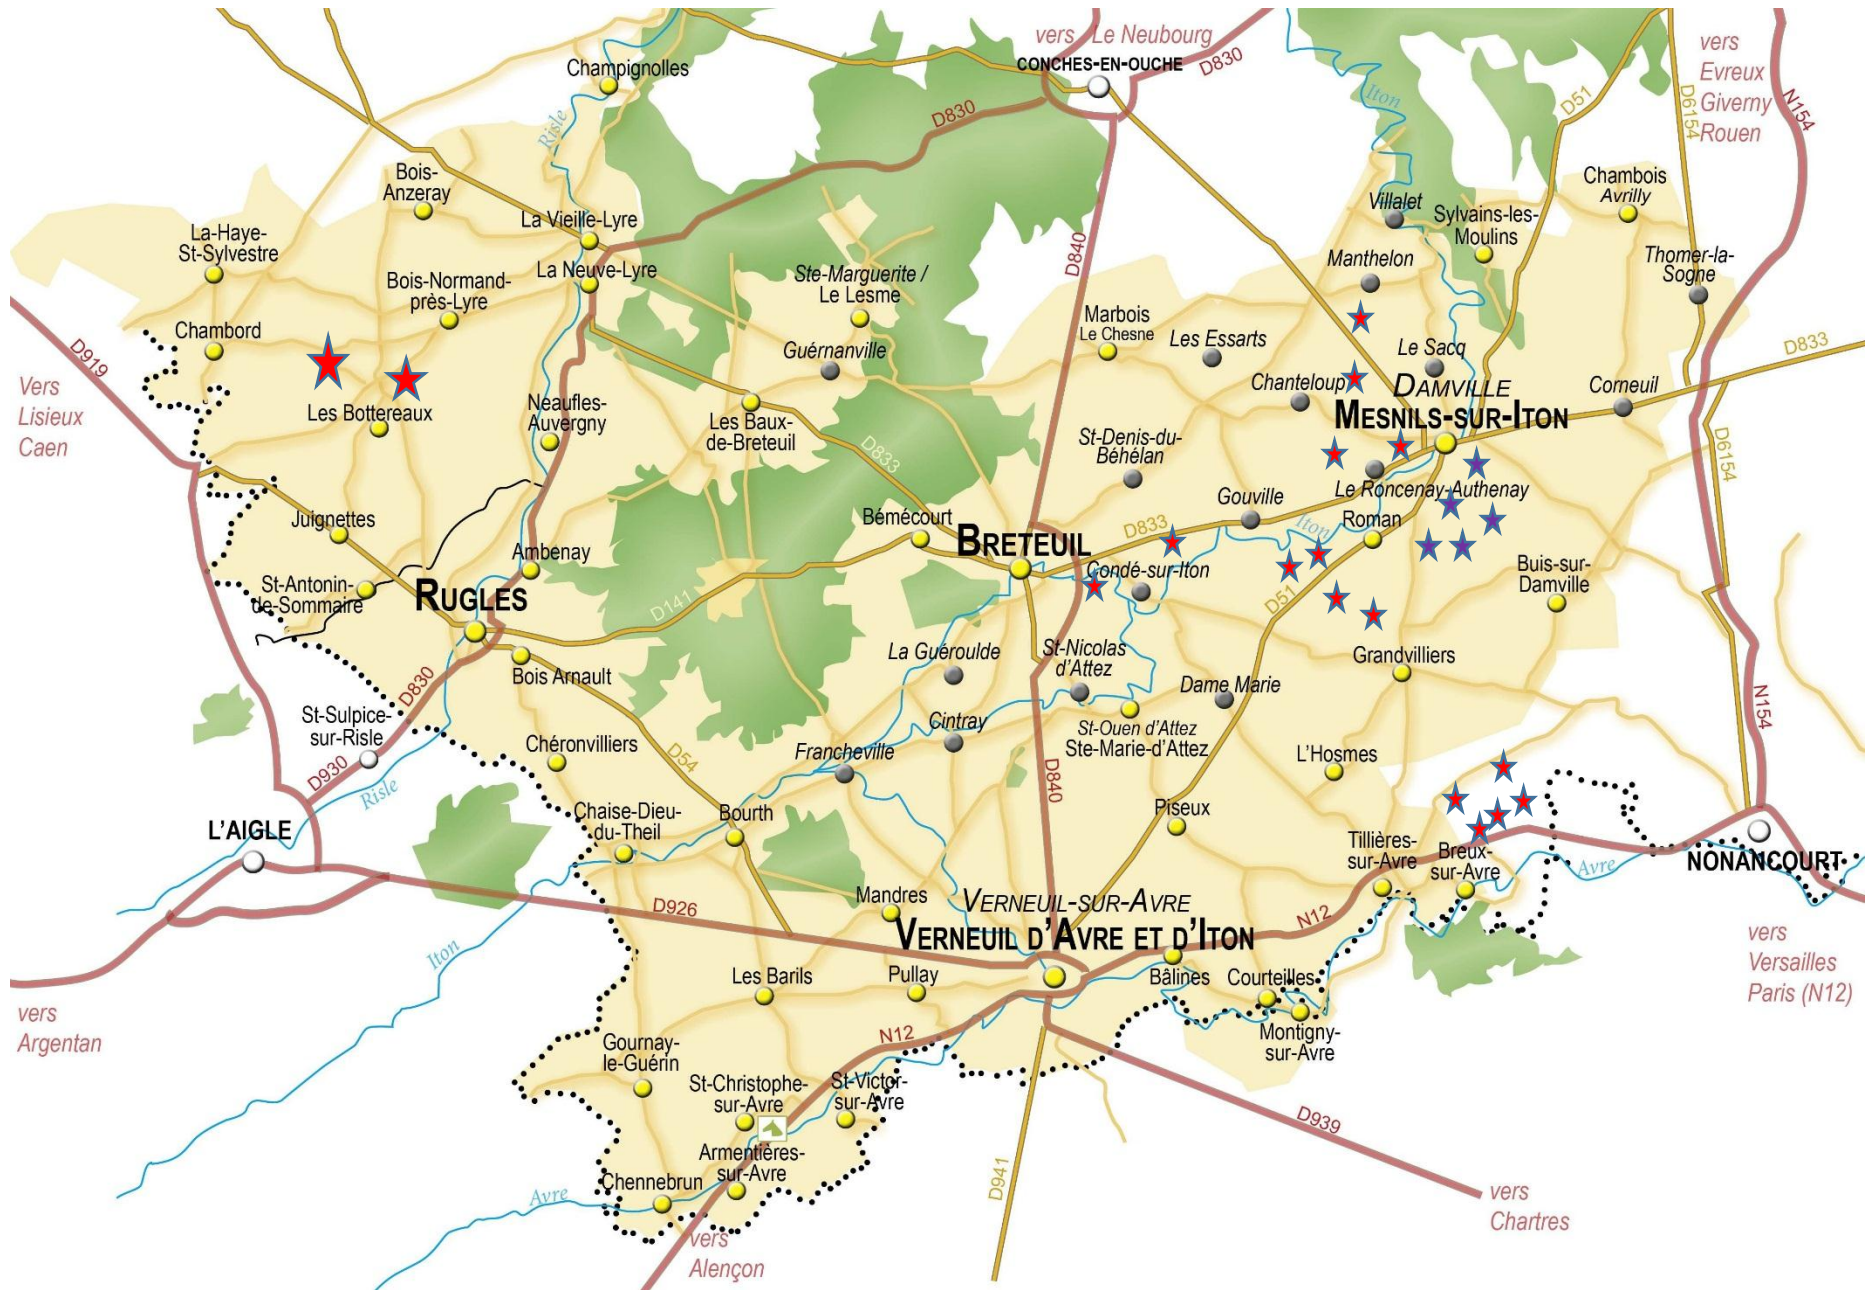 vers Le Neubourg
CONCHES-EN-OUCHE
D830
D830
vers
Evreux
Giverny
Rouen
N154
D6154
D51
Iton
Champignolles
Risle
Bois-
Anzeray
La Vieille-Lyre
La-Haye-
St-Sylvestre
La Neuve-Lyre
Bois-Normand-
près-Lyre
Chambord
D919
Vers
Lisieux
Caen
Les Bottereaux
Neaufles-
Auvergny
Ste-Marguerite /
Le Lesme
Guérnanville
Les Baux-
de-Breteuil
D833
D840
Villalet
Sylvains-les-
Moulins
Chambois
Avrilly
Manthelon
Thomer-la-
Sogne
Marbois
Le Chesne
Les Essarts
Le Sacq
D833
Chanteloup
DAMVILLE
MESNILS-SUR-ITON
Corneuil
St-Denis-du-
Béhélan
D6154
Le Roncenay-Authenay
Gouville
Iton
Roman
D833
Juignettes
Ambenay
St-Antonin-
de-Sommaire
RUGLES
D141
Bémécourt
BRETEUIL
Condé-sur-Iton
D51
Buis-sur-
Damville
Bois Arnault
D830
La Guéroulde
St-Nicolas
d'Attez
Dame Marie
Grandvilliers
N154
St-Sulpice-
sur-Risle
D930
Risle
Chéronvilliers
D54
Francheville
Cintray
St-Ouen d'Attez
Ste-Marie-d'Attez
L'Hosmes
D840
L'AIGLE
Chaise-Dieu-
du-Theil
Bourth
Piseux
Tillières-
sur-Avre
Breux-
sur-Avre
Avre
NONANCOURT
D926
Mandres
VERNEUIL-SUR-AVRE
VERNEUIL D'AVRE ET D'ITON
N12
Iton
Les Barils
Pullay
Bâlines
Courteilles
Montigny-
sur-Avre
vers
Versailles
Paris (N12)
vers
Argentan
N12
Gournay-
le-Guérin
St-Christophe-
sur-Avre
St-Victor-
sur-Avre
D939
Armentières-
sur-Avre
Chennebrun
Avre
D941
vers
Chartres
vers
Alençon